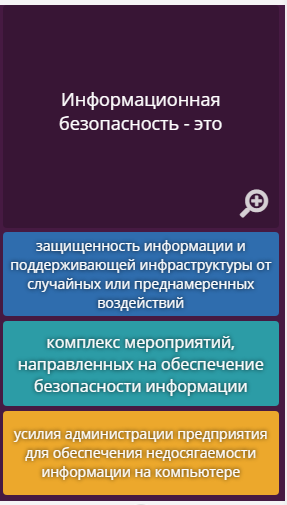 Информационная
безопасность - это
защищенность информации и
поддерживающей инфраструктуры от
случайных или преднамеренных
воздействий
комплекс мероприятий,
направленных на обеспечение
безопасности информации
усилия администрации предприятия
для обеспечения недосягаемости
информации на компьютере